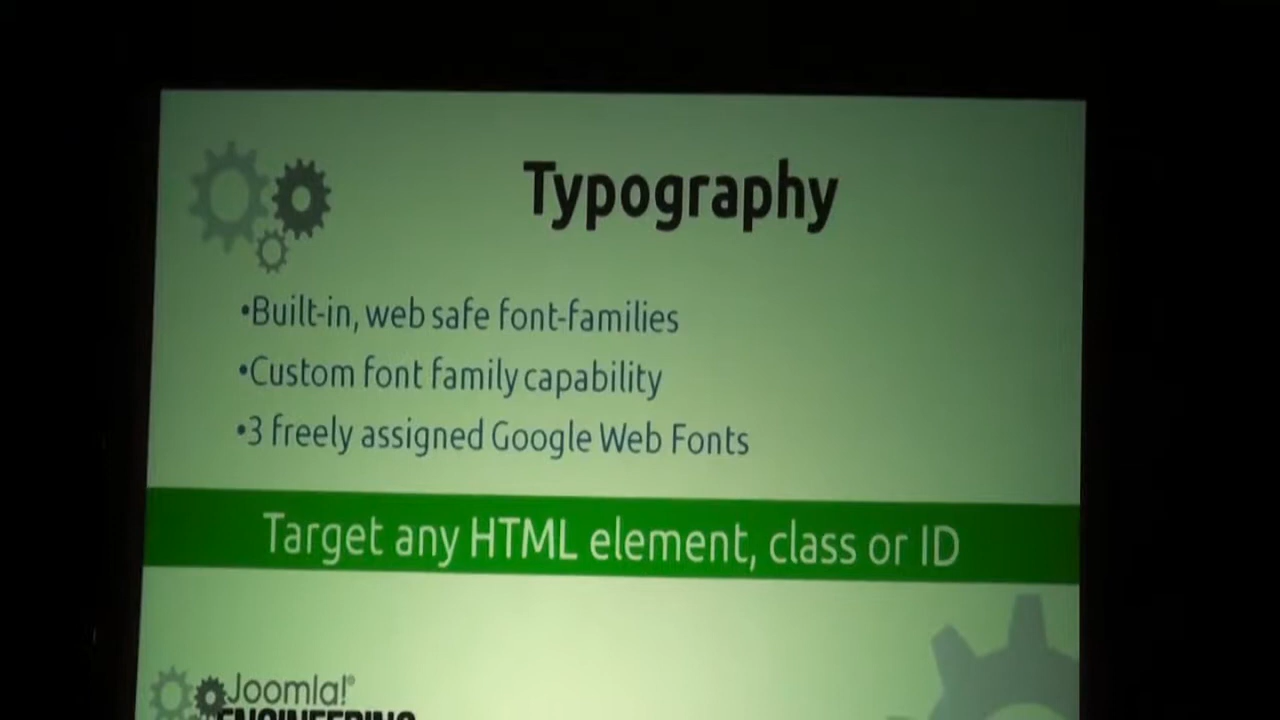 Typography
•Built-in, web safe font-families
•Custom font family capability
•3 freely assigned Google Web Fonts
Target any HTML element, class or ID
Joomla!®
ENGINEERING